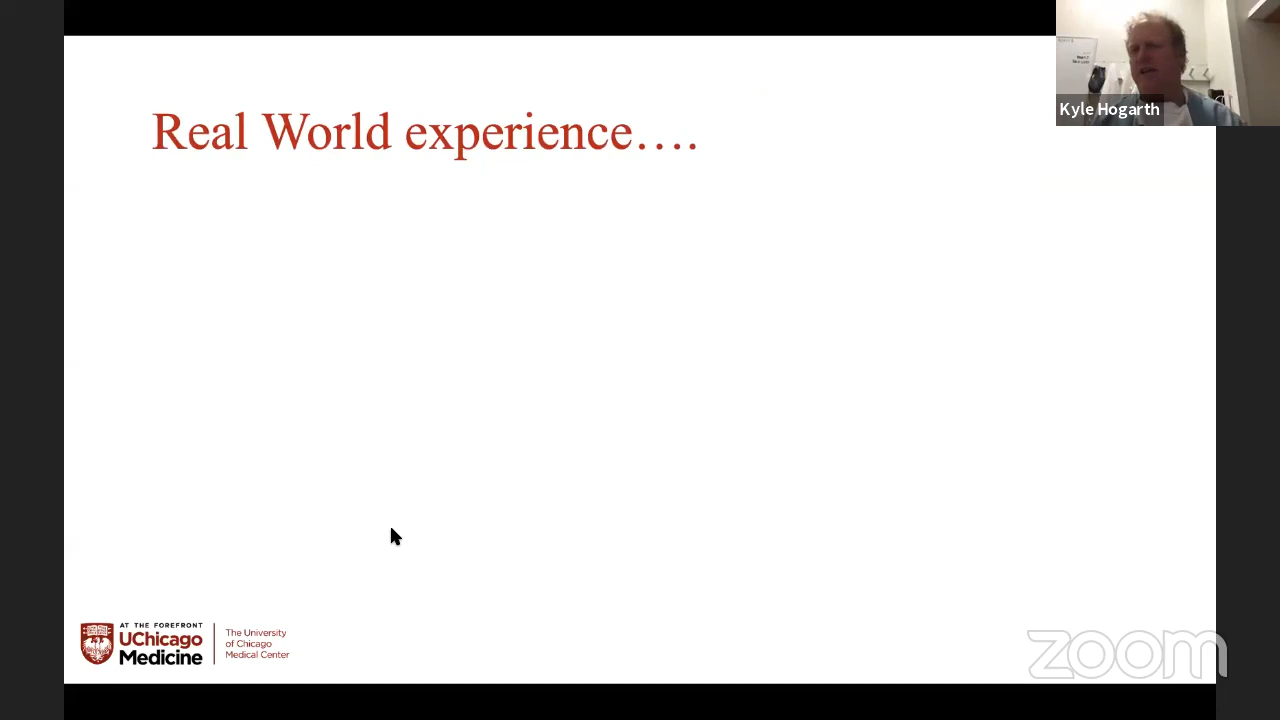 Real World experience….
Kyle Hogarth
AT THE FOREFRONT
UChicago
Medicine
The University
of Chicago
Medical Center
zoom